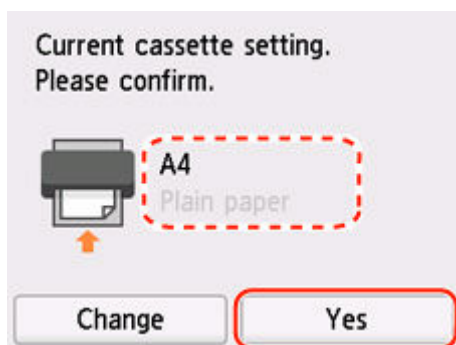 Current cassette setting.
Please confirm.
A4
Plain paper
Change
Yes